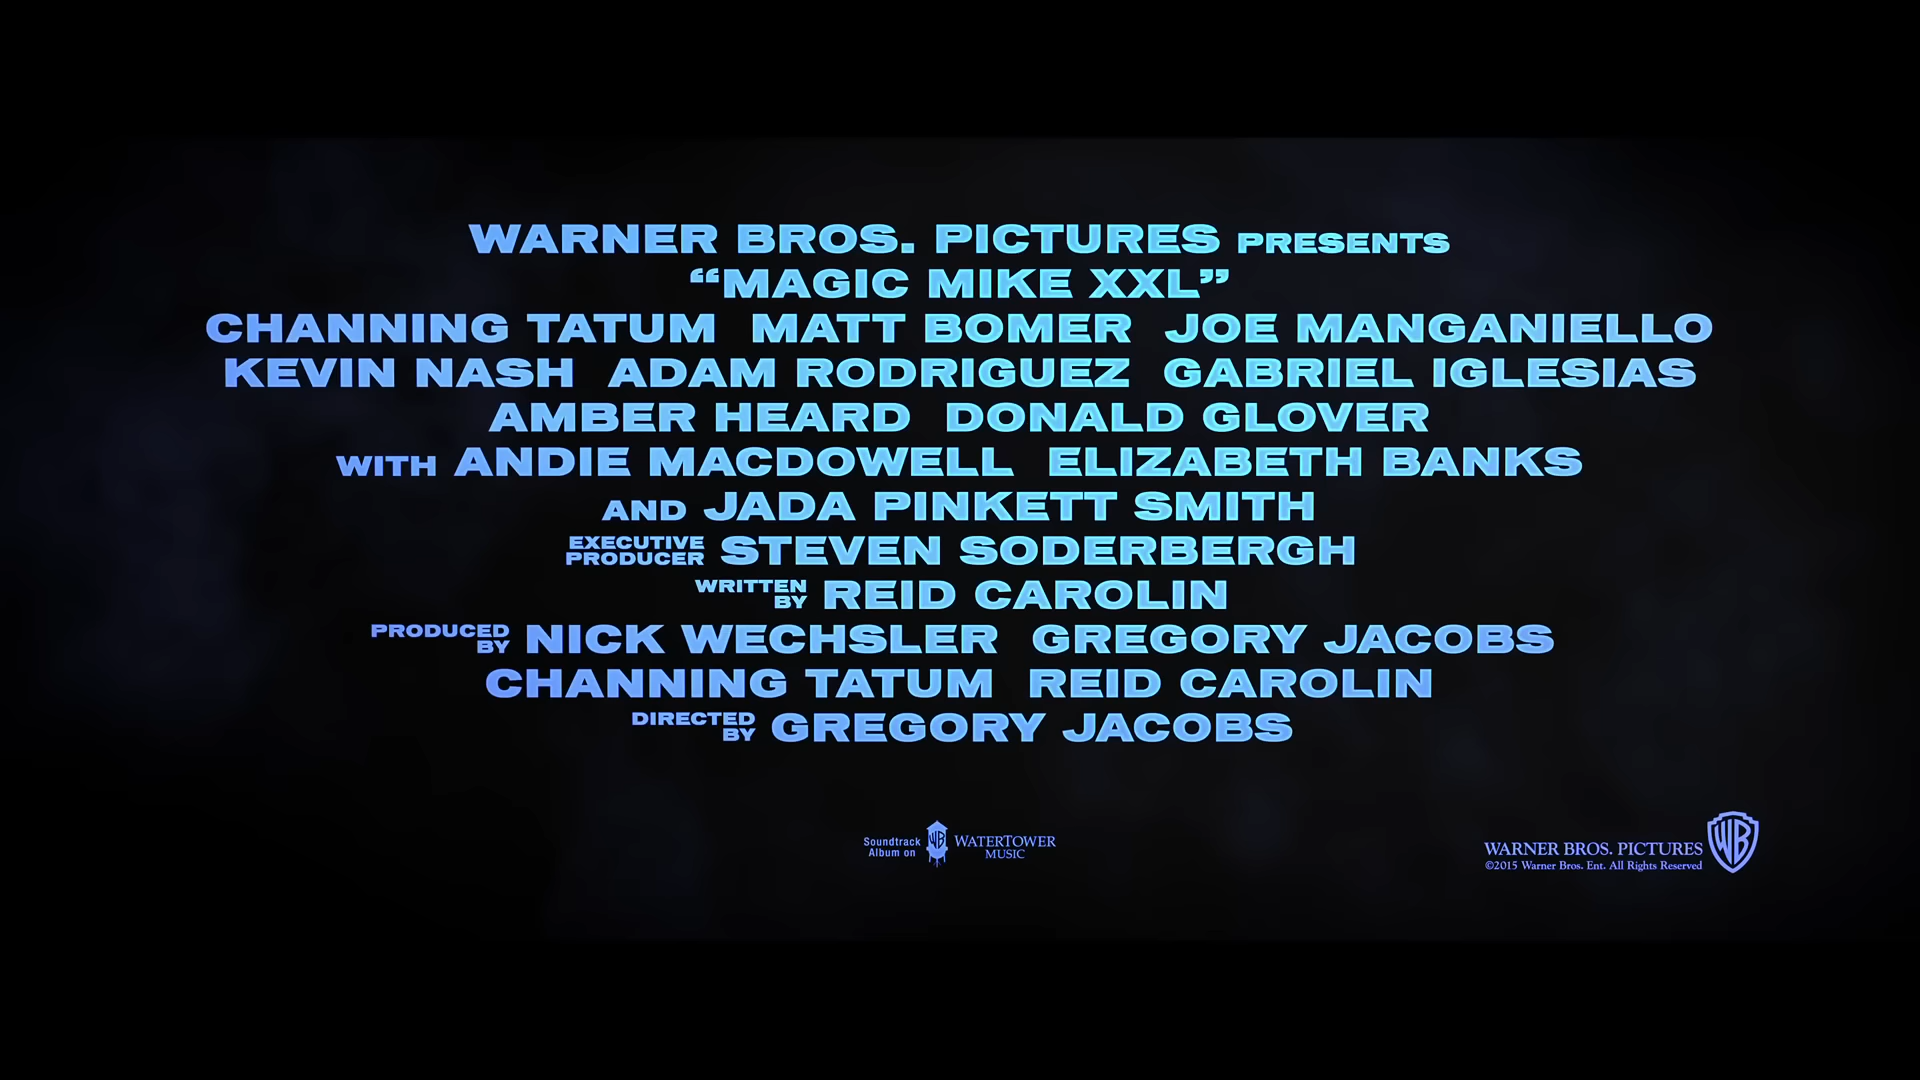 WARNER BROS. PICTURES PRESENTS
“MAGIC MIKE XXL”
CHANNING TATUM MATT BOMER JOE MANGANIELLO
KEVIN NASH ADAM RODRIGUEZ GABRIEL IGLESIAS
AMBER HEARD DONALD GLOVER
WITH ANDIE MACDOWELL ELIZABETH BANKS
AND JADA PINKETT SMITH
EXECUTIVE PRODUCER STEVEN SODERBERGH
WRITTEN BY REID CAROLIN
PRODUCED BY NICK WECHSLER GREGORY JACOBS
CHANNING TATUM REID CAROLIN
DIRECTED BY GREGORY JACOBS
Soundtrack Album on WB WATERTOWER MUSIC
WARNER BROS. PICTURES WB
©2015 Warner Bros. Ent. All Rights Reserved